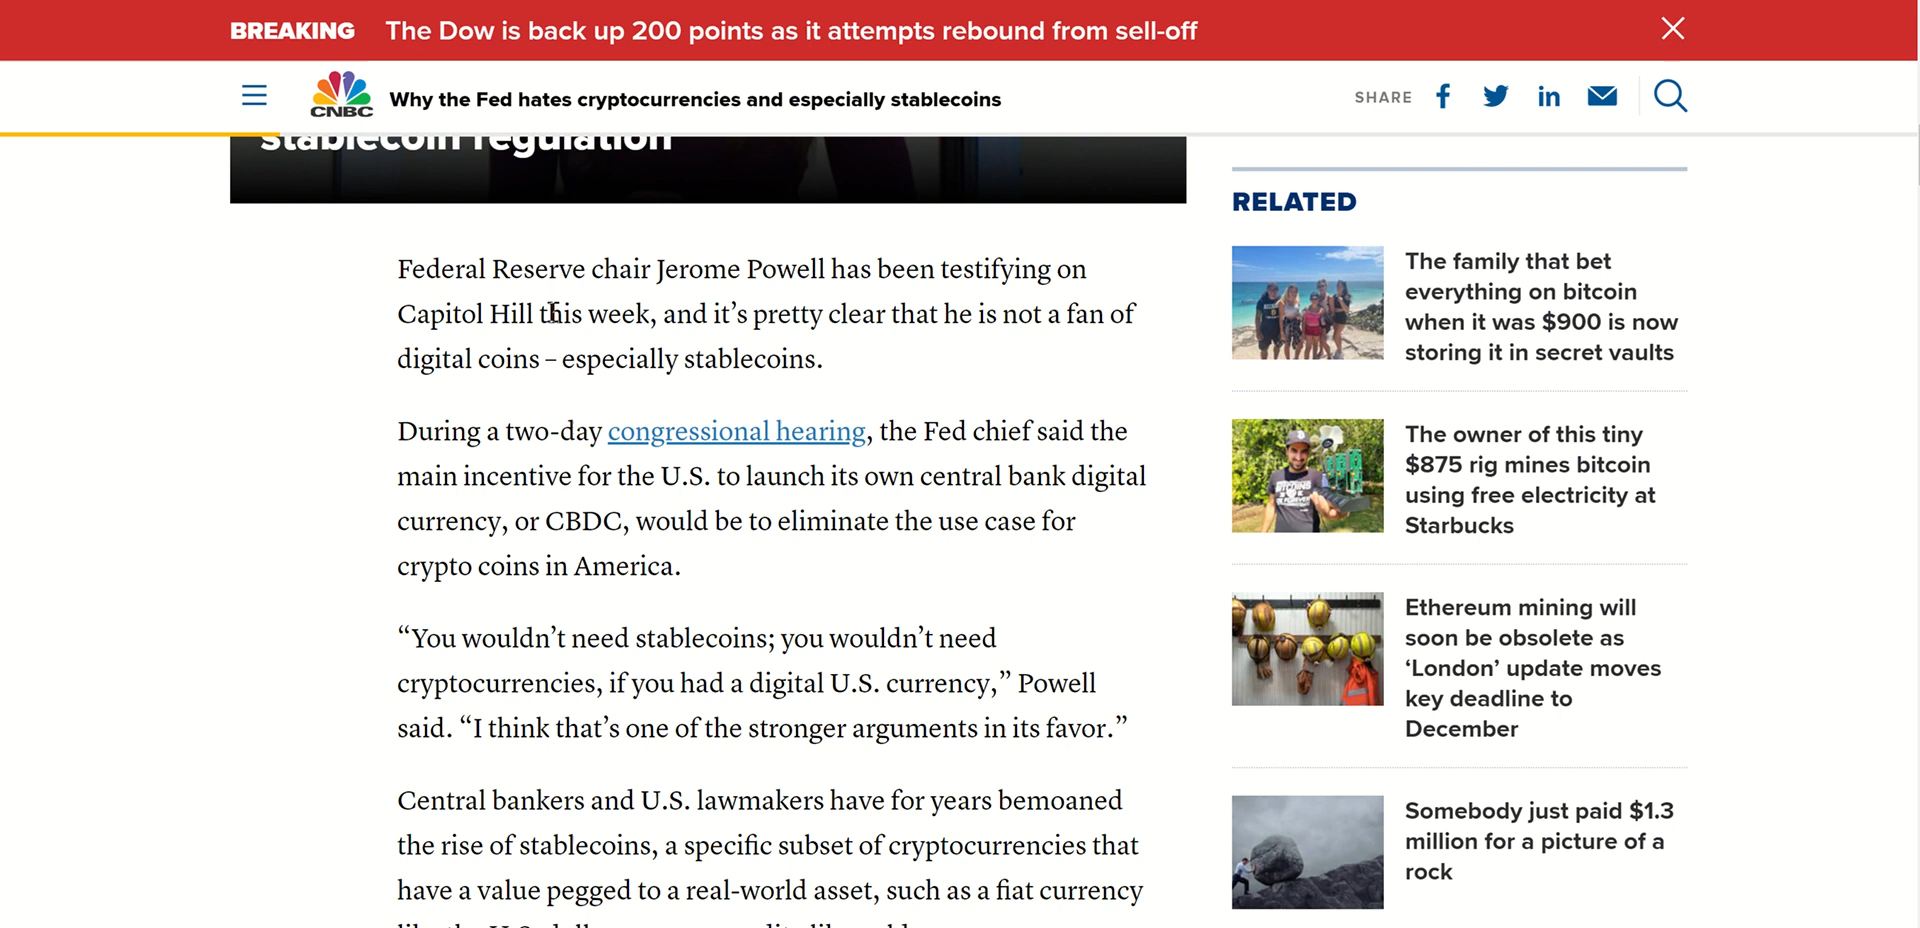 BREAKING The Dow is back up 200 points as it attempts rebound from sell-off
CNBC
Why the Fed hates cryptocurrencies and especially stablecoins
SHARE
stablecoin regulation
Federal Reserve chair Jerome Powell has been testifying on
Capitol Hill this week, and it’s pretty clear that he is not a fan of
digital coins – especially stablecoins.
During a two-day congressional hearing, the Fed chief said the
main incentive for the U.S. to launch its own central bank digital
currency, or CBDC, would be to eliminate the use case for
crypto coins in America.
“You wouldn’t need stablecoins; you wouldn’t need
cryptocurrencies, if you had a digital U.S. currency,” Powell
said. “I think that’s one of the stronger arguments in its favor.”
Central bankers and U.S. lawmakers have for years bemoaned
the rise of stablecoins, a specific subset of cryptocurrencies that
have a value pegged to a real-world asset, such as a fiat currency
RELATED
The family that bet
everything on bitcoin
when it was $900 is now
storing it in secret vaults
The owner of this tiny
$875 rig mines bitcoin
using free electricity at
Starbucks
Ethereum mining will
soon be obsolete as
‘London’ update moves
key deadline to
December
Somebody just paid $1.3
million for a picture of a
rock